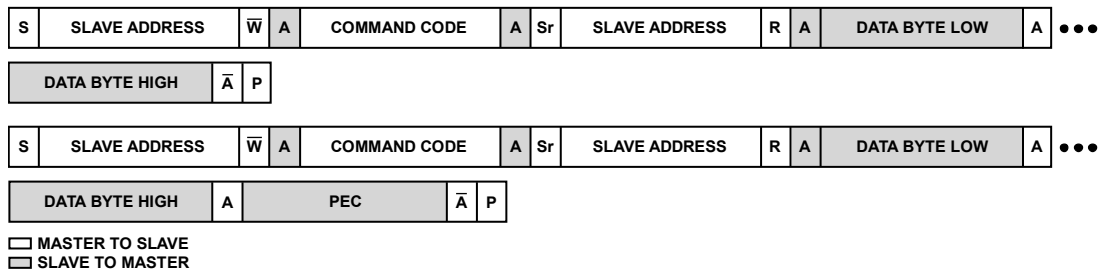 S SLAVE ADDRESS W̅ A COMMAND CODE A Sr SLAVE ADDRESS R A DATA BYTE LOW A •••
DATA BYTE HIGH A̅ P
S SLAVE ADDRESS W̅ A COMMAND CODE A Sr SLAVE ADDRESS R A DATA BYTE LOW A •••
DATA BYTE HIGH A PEC A̅ P
MASTER TO SLAVE
SLAVE TO MASTER